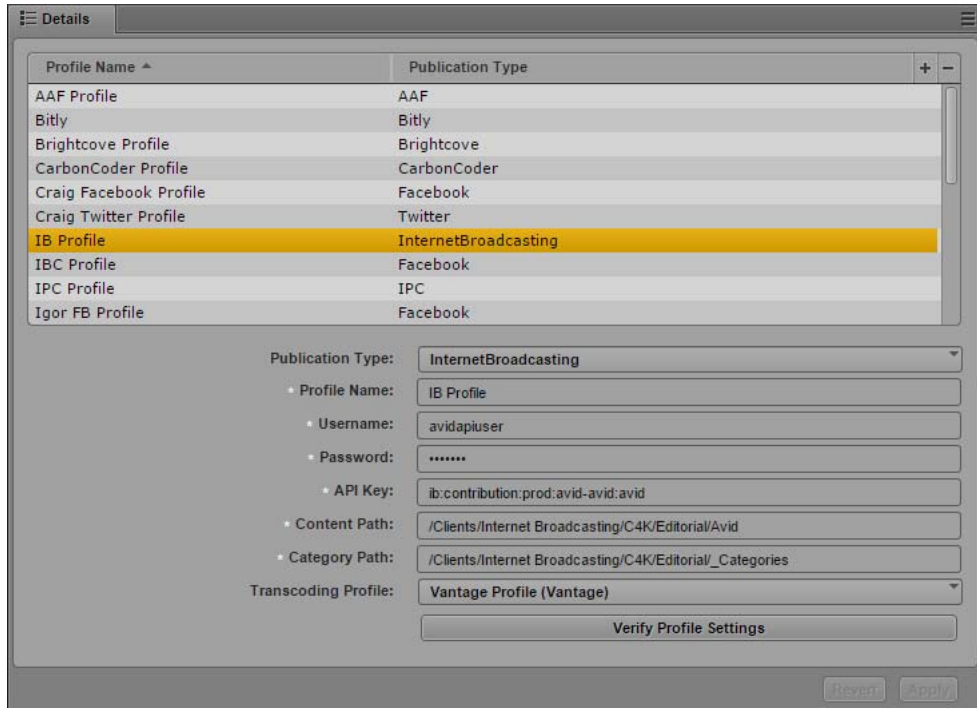 Details
Profile Name Publication Type + −
AAF Profile AAF
Bitly Bitly
Brightcove Profile Brightcove
CarbonCoder Profile CarbonCoder
Craig Facebook Profile Facebook
Craig Twitter Profile Twitter
IB Profile InternetBroadcasting
IBC Profile Facebook
IPC Profile IPC
Igor FB Profile Facebook
Publication Type: InternetBroadcasting
* Profile Name: IB Profile
* Username: avidapiuser
* Password: •••••••
* API Key: ib:contribution:prod:avid-avid:avid
* Content Path: /Clients/Internet Broadcasting/C4K/Editorial/Avid
* Category Path: /Clients/Internet Broadcasting/C4K/Editorial/_Categories
Transcoding Profile: Vantage Profile (Vantage)
Verify Profile Settings
Revert Apply